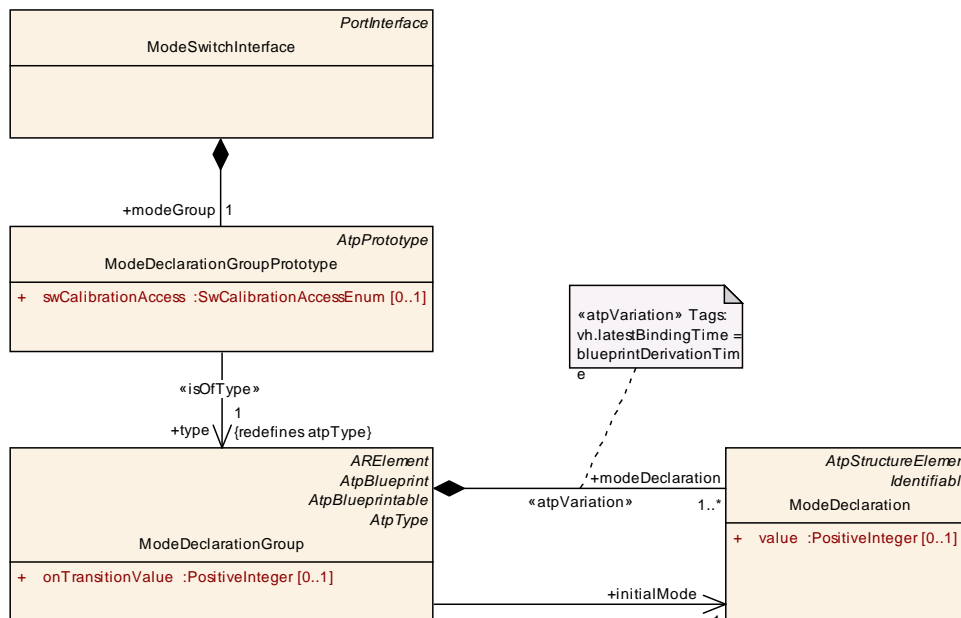 PortInterface
ModeSwitchInterface
+modeGroup 1
AtpPrototype
ModeDeclarationGroupPrototype
+ swCalibrationAccess :SwCalibrationAccessEnum [0..1]
«atpVariation» Tags:
vh.latestBindingTime =
blueprintDerivationTim
e
«isOfType»
1
+type {redefines atpType}
ARElement
AtpBlueprint
AtpBlueprintable
AtpType
ModeDeclarationGroup
+ onTransitionValue :PositiveInteger [0..1]
+modeDeclaration
«atpVariation» 1..*
AtpStructureElemer
Identifiabl
ModeDeclaration
+ value :PositiveInteger [0..1]
+initialMode